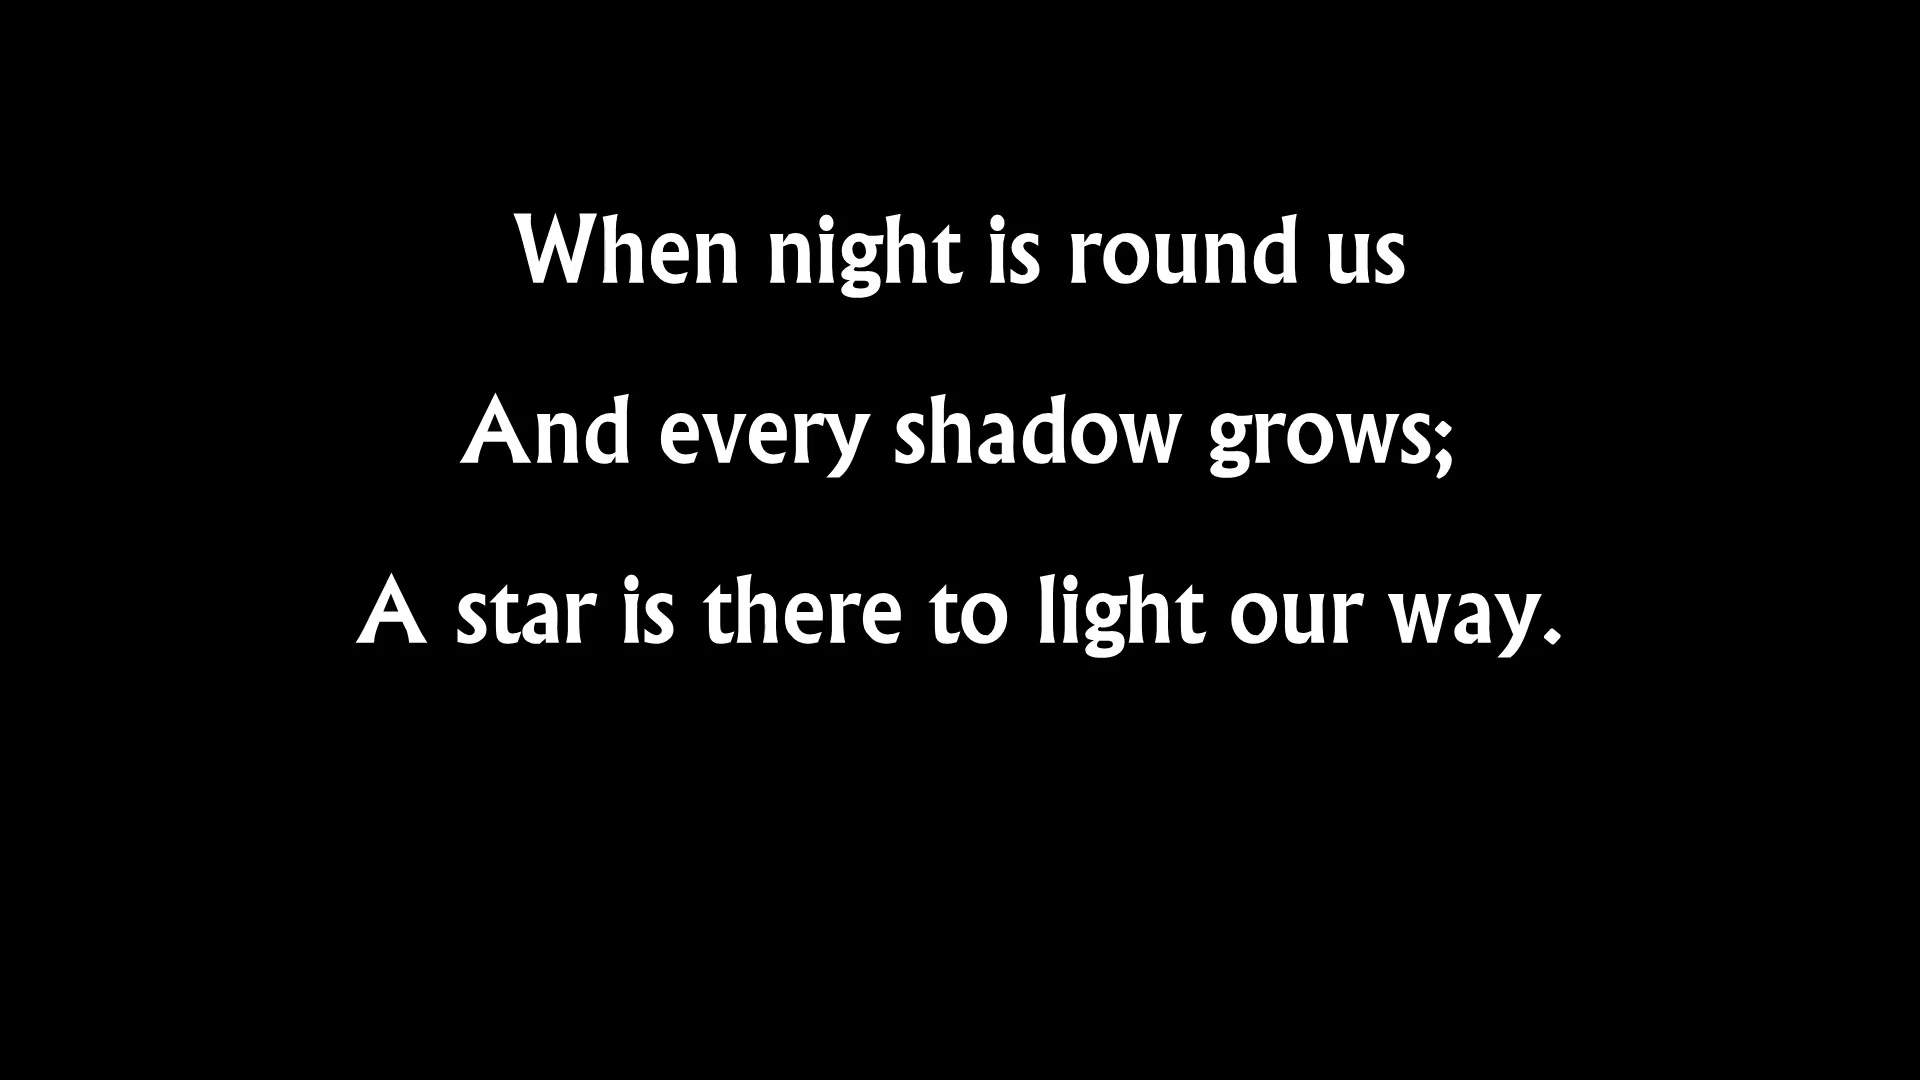 When night is round us
And every shadow grows;
A star is there to light our way.